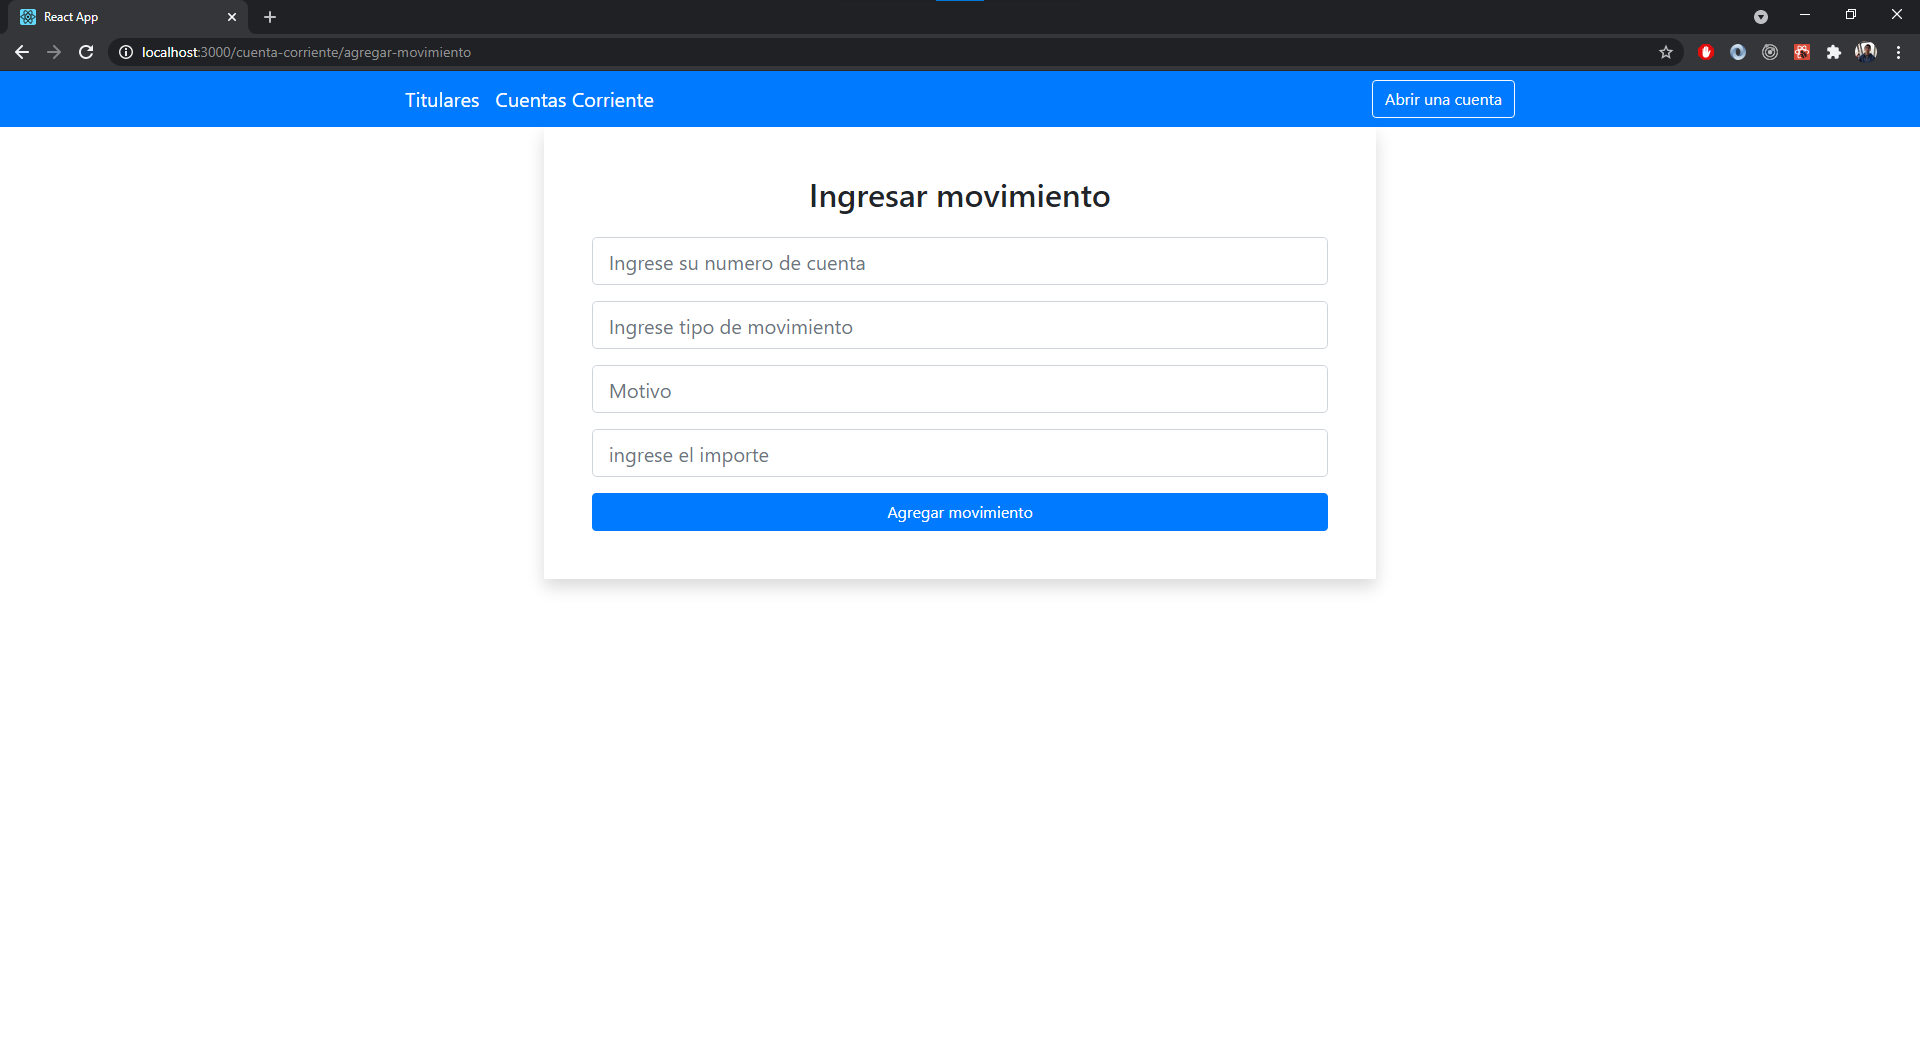 React App
localhost:3000/cuenta-corriente/agregar-movimiento
Titulares Cuentas Corriente Abrir una cuenta
Ingresar movimiento
Ingrese su numero de cuenta
Ingrese tipo de movimiento
Motivo
ingrese el importe
Agregar movimiento